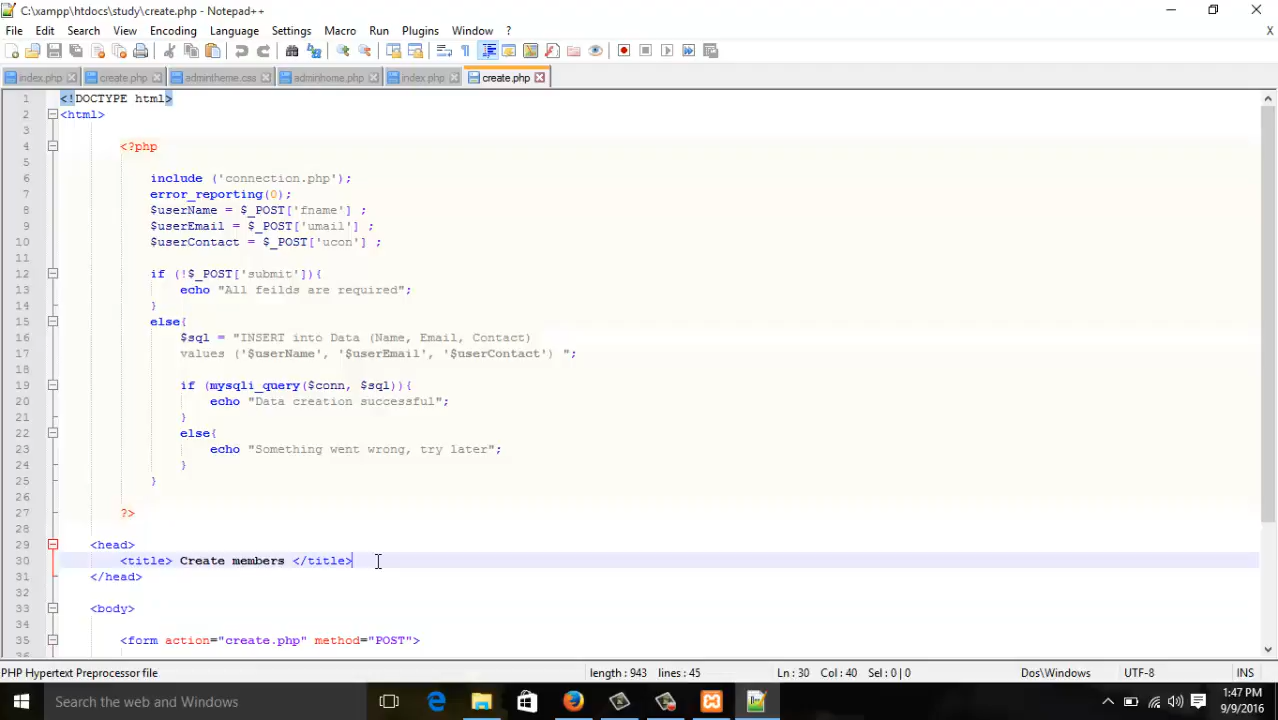 C:\xampp\htdocs\study\create.php - Notepad++
File Edit Search View Encoding Language Settings Macro Run Plugins Window ? X
index.php create.php admintheme.css adminhome.php index.php create.php
1 <!DOCTYPE html>
2 <html>
3
4 <?php
5
6 include ('connection.php');
7 error_reporting(0);
8 $userName = $_POST['fname'] ;
9 $userEmail = $_POST['umail'] ;
10 $userContact = $_POST['ucon'] ;
11
12 if (!$_POST['submit']){
13 echo "All feilds are required";
14 }
15 else{
16 $sql = "INSERT into Data (Name, Email, Contact)
17 values ('$userName', '$userEmail', '$userContact') ";
18
19 if (mysqli_query($conn, $sql)){
20 echo "Data creation successful";
21 }
22 else{
23 echo "Something went wrong, try later";
24 }
25 }
26
27 ?>
28
29 <head>
30 <title> Create members </title>
31 </head>
32
33 <body>
34
35 <form action="create.php" method="POST">
36
PHP Hypertext Preprocessor file length : 943 lines : 45 Ln : 30 Col : 40 Sel : 0 | 0 Dos\Windows UTF-8 INS
Search the web and Windows
1:47 PM
9/9/2016